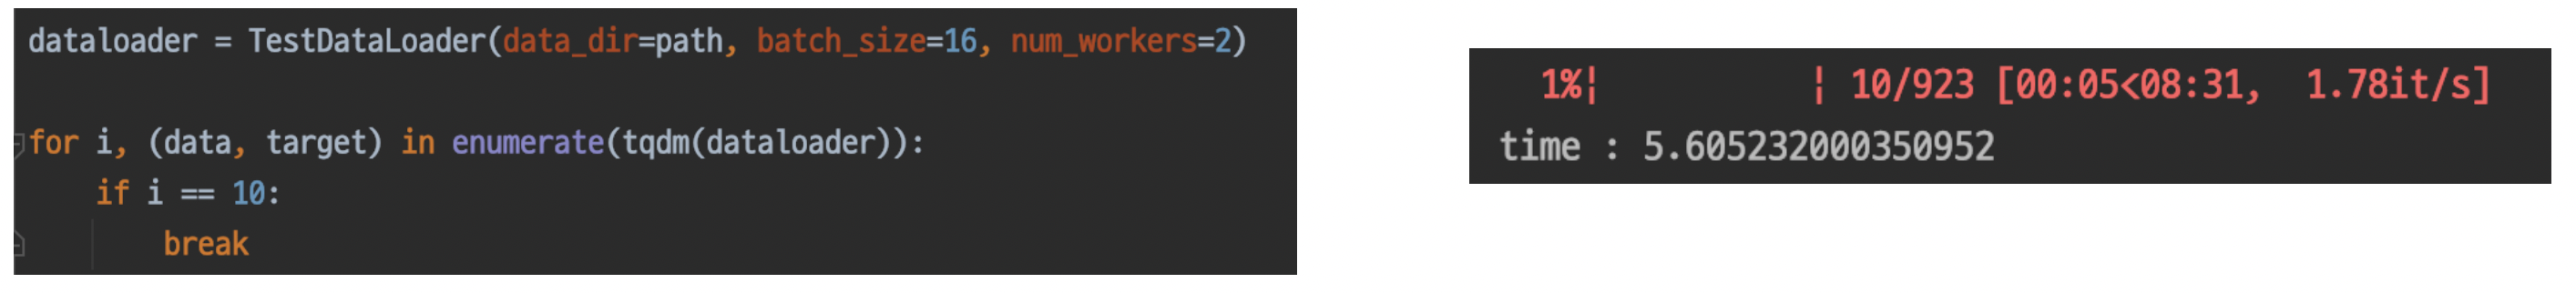 dataloader = TestDataLoader(data_dir=path, batch_size=16, num_workers=2)
for i, (data, target) in enumerate(tqdm(dataloader)):
    if i == 10:
        break
1%|          | 10/923 [00:05<08:31,  1.78it/s]
time : 5.605232000350952